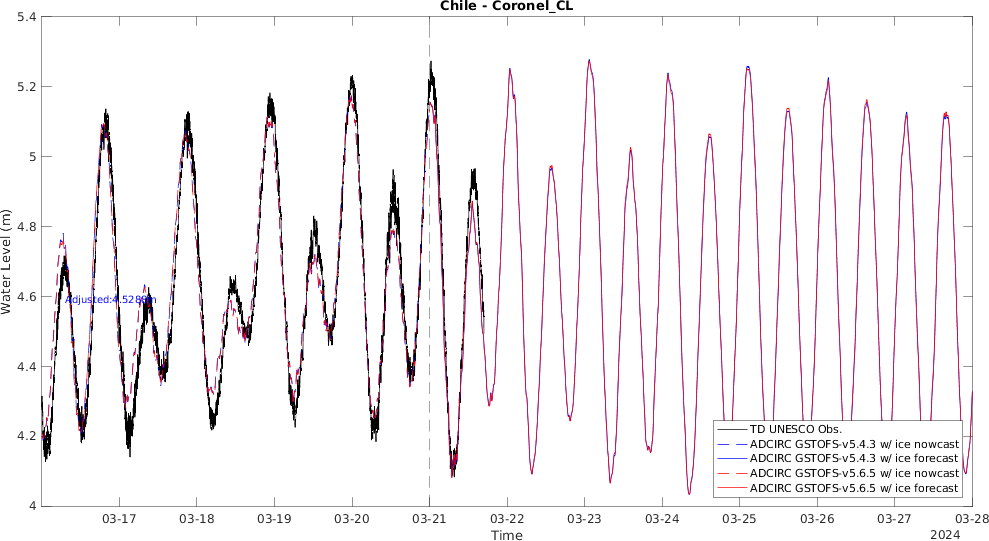 Chile - Coronel_CL
5.4
5.2
5
4.8
4.6
4.4
4.2
4
Water Level (m)
Adjusted:4.5289m
TD UNESCO Obs.
ADCIRC GSTOFS-v5.4.3 w/ ice nowcast
ADCIRC GSTOFS-v5.4.3 w/ ice forecast
ADCIRC GSTOFS-v5.6.5 w/ ice nowcast
ADCIRC GSTOFS-v5.6.5 w/ ice forecast
03-17 03-18 03-19 03-20 03-21 03-22 03-23 03-24 03-25 03-26 03-27 03-28
Time
2024